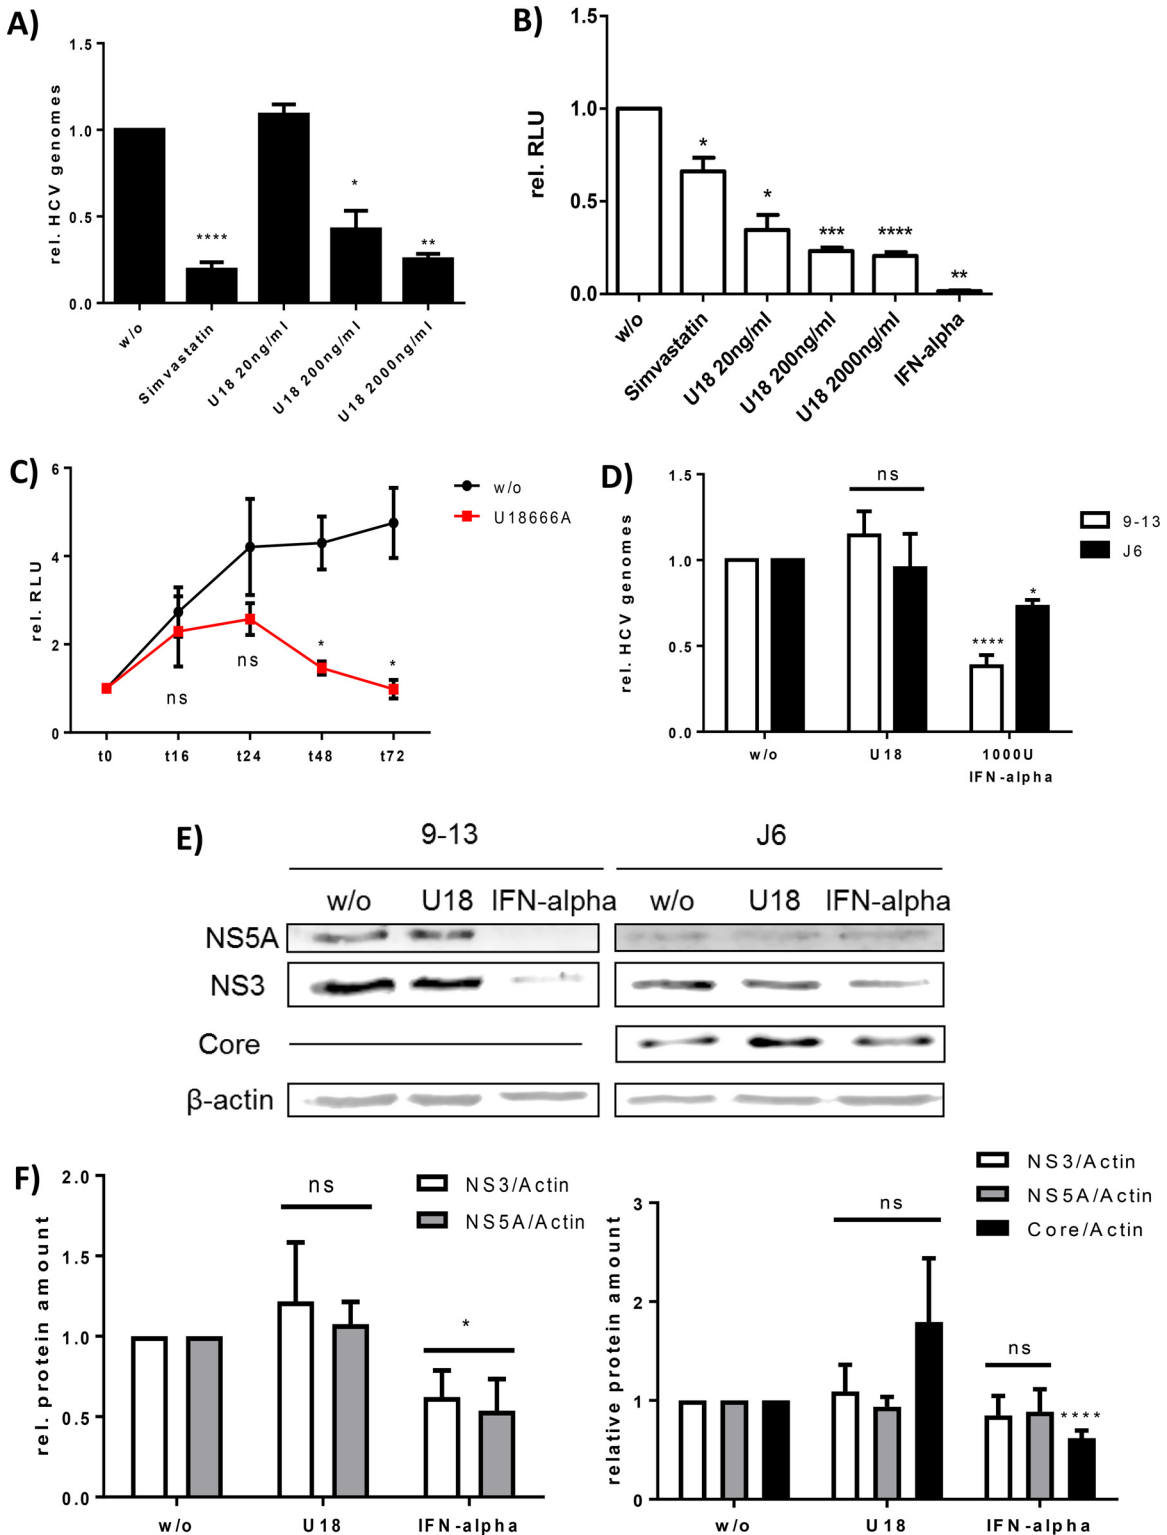 A)
rel. HCV genomes
1.5
1.0
0.5
0.0
****
*
**
w/o
Simvastatin
U18 20ng/ml
U18 200ng/ml
U18 2000ng/ml
B)
rel. RLU
1.5
1.0
0.5
0.0
*
*
***
****
**
w/o
Simvastatin
U18 20ng/ml
U18 200ng/ml
U18 2000ng/ml
IFN-alpha
C)
rel. RLU
6
4
2
0
ns
ns
*
*
t0
t16
t24
t48
t72
w/o
U18666A
D)
rel. HCV genomes
1.5
1.0
0.5
0.0
ns
****
*
w/o
U18
1000U
IFN-alpha
9-13
J6
E)
9-13
J6
w/o U18 IFN-alpha w/o U18 IFN-alpha
NS5A
NS3
Core
β-actin
F)
rel. protein amount
2.0
1.5
1.0
0.5
0.0
ns
*
w/o
U18
IFN-alpha
NS3/Actin
NS5A/Actin
relative protein amount
3
2
1
0
ns
ns
****
w/o
U18
IFN-alpha
NS3/Actin
NS5A/Actin
Core/Actin